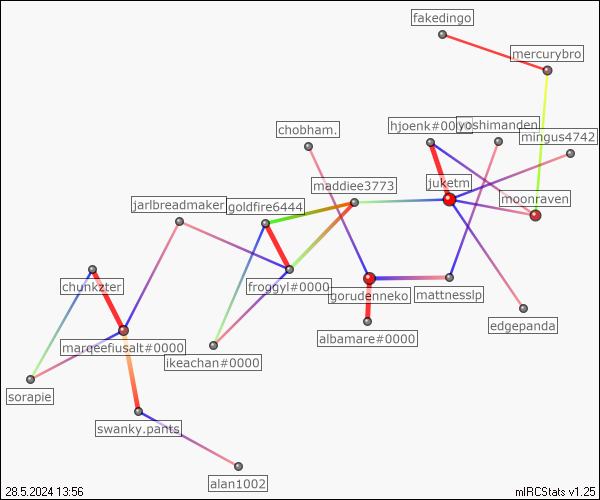 fakedingo
mercurybro
chobham.
hjoenk#00
yoshimanden
mingus4742
maddiee3773
juketm
moonraven
jarlbreadmaker
goldfire6444
chunkzter
froggyl#0000
gorudenneko
mattnesslp
edgepanda
marqeefiusalt#0000
albamare#0000
ikeachan#0000
sorapie
swanky.pants
alan1002
28.5.2024 13:56
mIRCStats v1.25